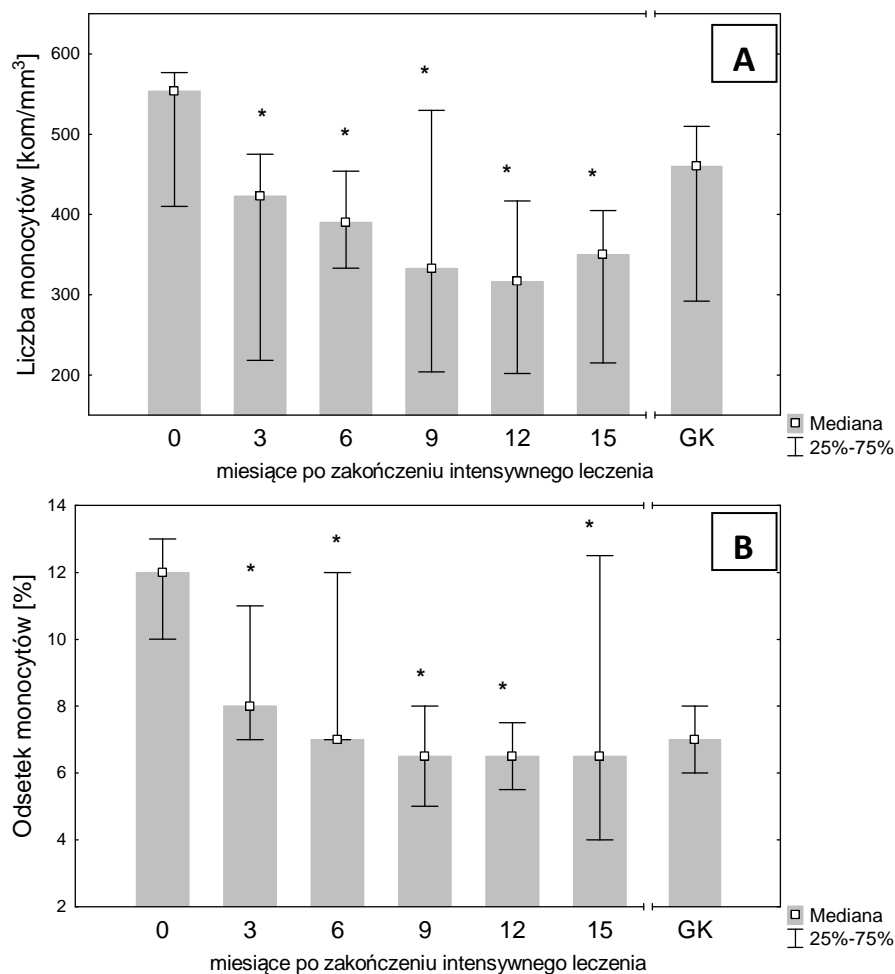 A
Liczba monocytów [kom/mm³]
600
500
400
300
200
* * * * *
0 3 6 9 12 15 GK
miesiące po zakończeniu intensywnego leczenia
Mediana
25%-75%
B
Odsetek monocytów [%]
14
12
10
8
6
4
2
* * * * *
0 3 6 9 12 15 GK
miesiące po zakończeniu intensywnego leczenia
Mediana
25%-75%